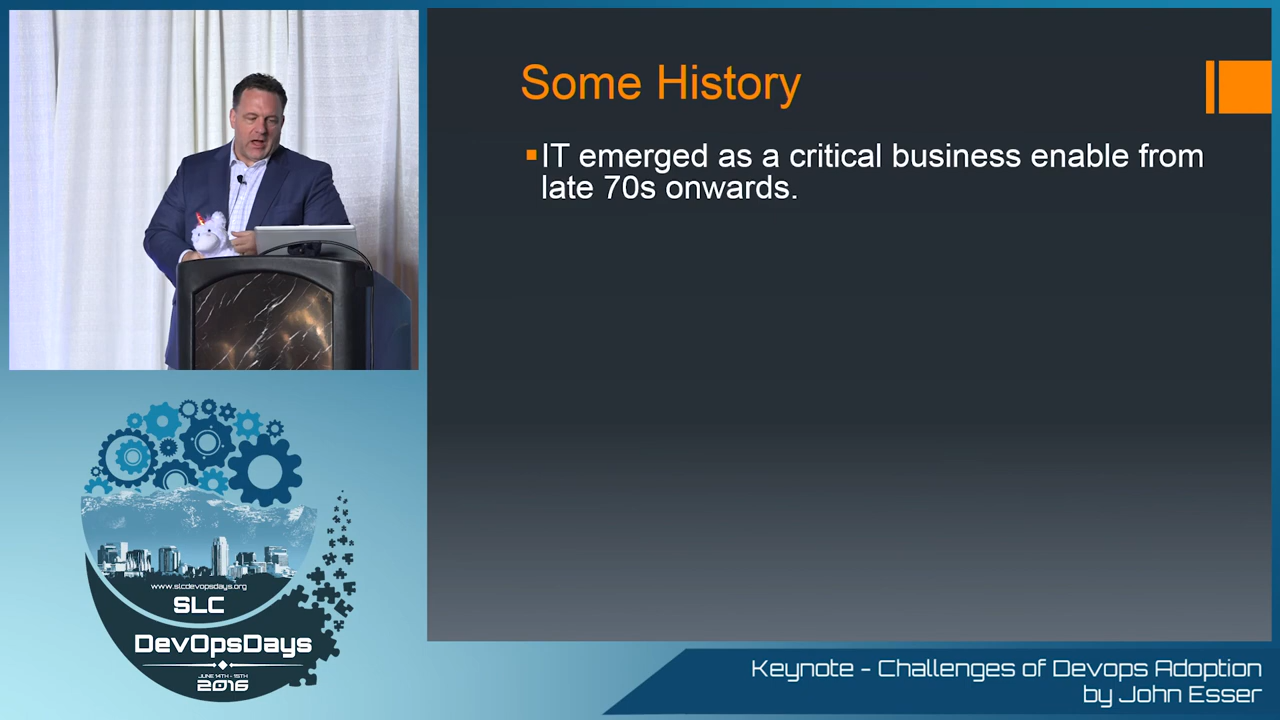 Some History
IT emerged as a critical business enable from
late 70s onwards.
www.slcdevopsdays.org
SLC
DevOpsDays
JUNE 14TH - 15TH
2016
Keynote - Challenges of Devops Adoption
by John Esser